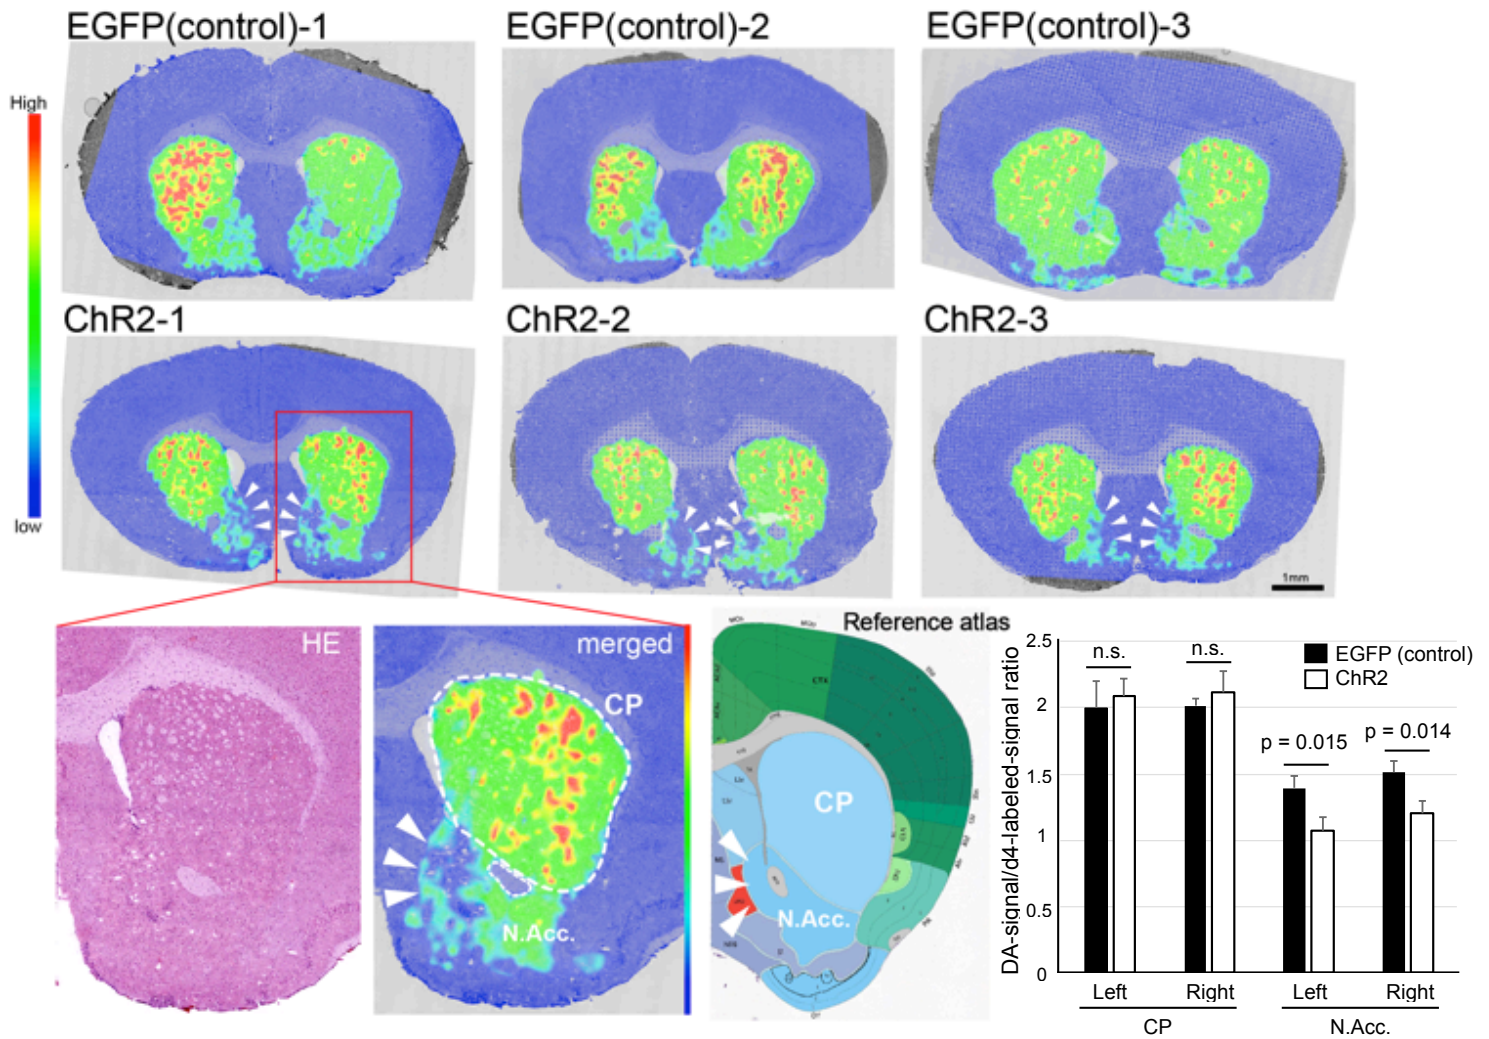 EGFP(control)-1
EGFP(control)-2
EGFP(control)-3
High
low
ChR2-1
ChR2-2
ChR2-3
1mm
HE
merged
CP
N.Acc.
Reference atlas
CTX
CP
N.Acc.
DA-signal/d4-labeled-signal ratio
2.5
2
1.5
1
0.5
0
n.s.
n.s.
EGFP (control)
ChR2
p = 0.015
p = 0.014
Left
Right
Left
Right
CP
N.Acc.